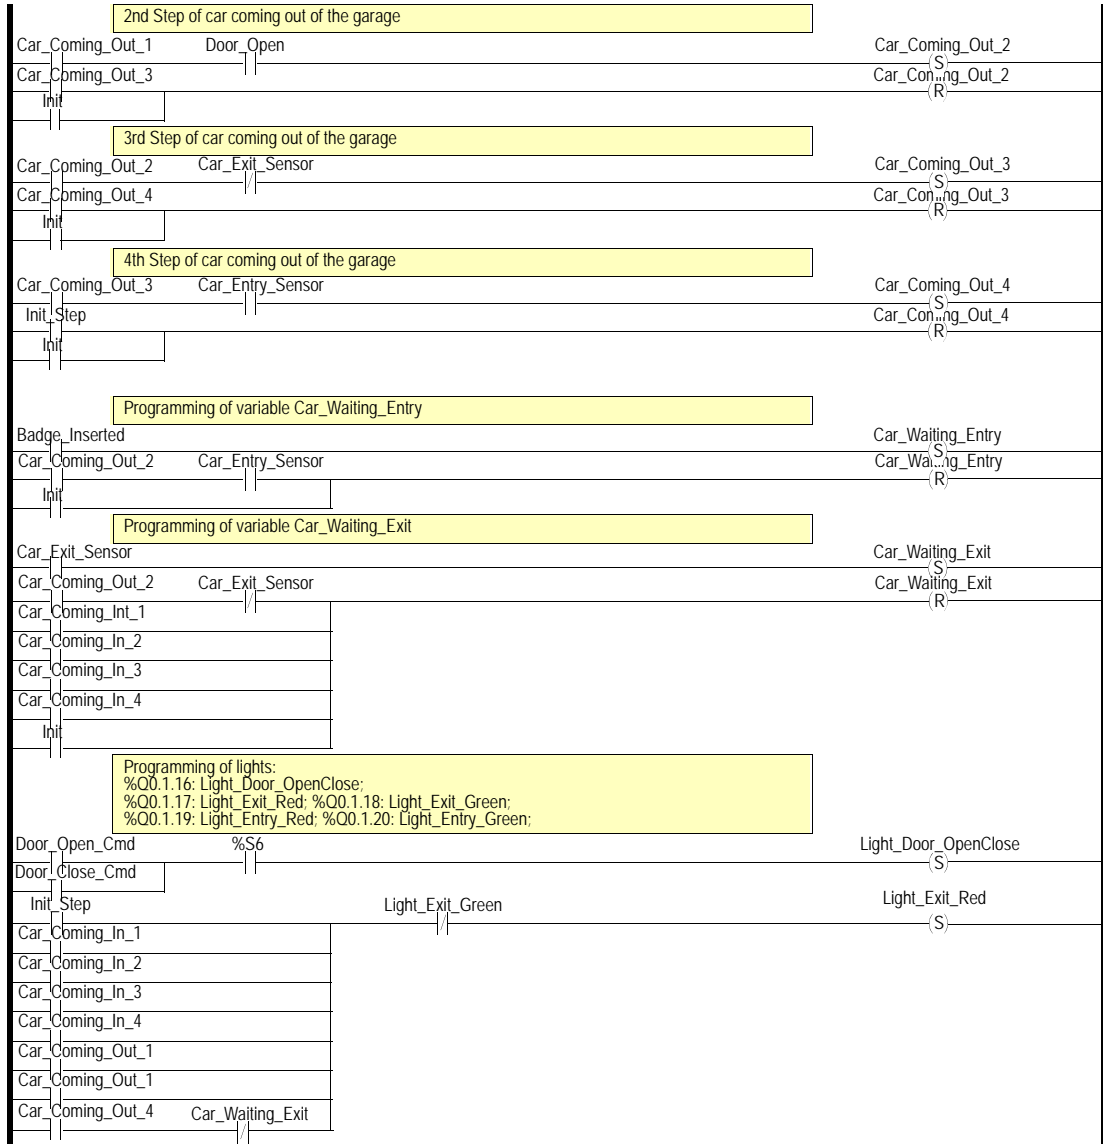 2nd Step of car coming out of the garage
Car_Coming_Out_1 Door_Open Car_Coming_Out_2
(S)
Car_Coming_Out_3 Car_Coming_Out_2
(R)
Init
3rd Step of car coming out of the garage
Car_Coming_Out_2 Car_Exit_Sensor Car_Coming_Out_3
(S)
Car_Coming_Out_4 Car_Coming_Out_3
(R)
Init
4th Step of car coming out of the garage
Car_Coming_Out_3 Car_Entry_Sensor Car_Coming_Out_4
(S)
Init_Step Car_Coming_Out_4
(R)
Init
Programming of variable Car_Waiting_Entry
Badge_Inserted Car_Waiting_Entry
(S)
Car_Coming_Out_2 Car_Entry_Sensor Car_Waiting_Entry
(R)
Init
Programming of variable Car_Waiting_Exit
Car_Exit_Sensor Car_Waiting_Exit
(S)
Car_Coming_Out_2 Car_Exit_Sensor Car_Waiting_Exit
(R)
Car_Coming_Int_1
Car_Coming_In_2
Car_Coming_In_3
Car_Coming_In_4
Init
Programming of lights:
%Q0.1.16: Light_Door_OpenClose;
%Q0.1.17: Light_Exit_Red; %Q0.1.18: Light_Exit_Green;
%Q0.1.19: Light_Entry_Red; %Q0.1.20: Light_Entry_Green;
Door_Open_Cmd %S6 Light_Door_OpenClose
(S)
Door_Close_Cmd
Init_Step Light_Exit_Green Light_Exit_Red
(S)
Car_Coming_In_1
Car_Coming_In_2
Car_Coming_In_3
Car_Coming_In_4
Car_Coming_Out_1
Car_Coming_Out_1
Car_Coming_Out_4 Car_Waiting_Exit